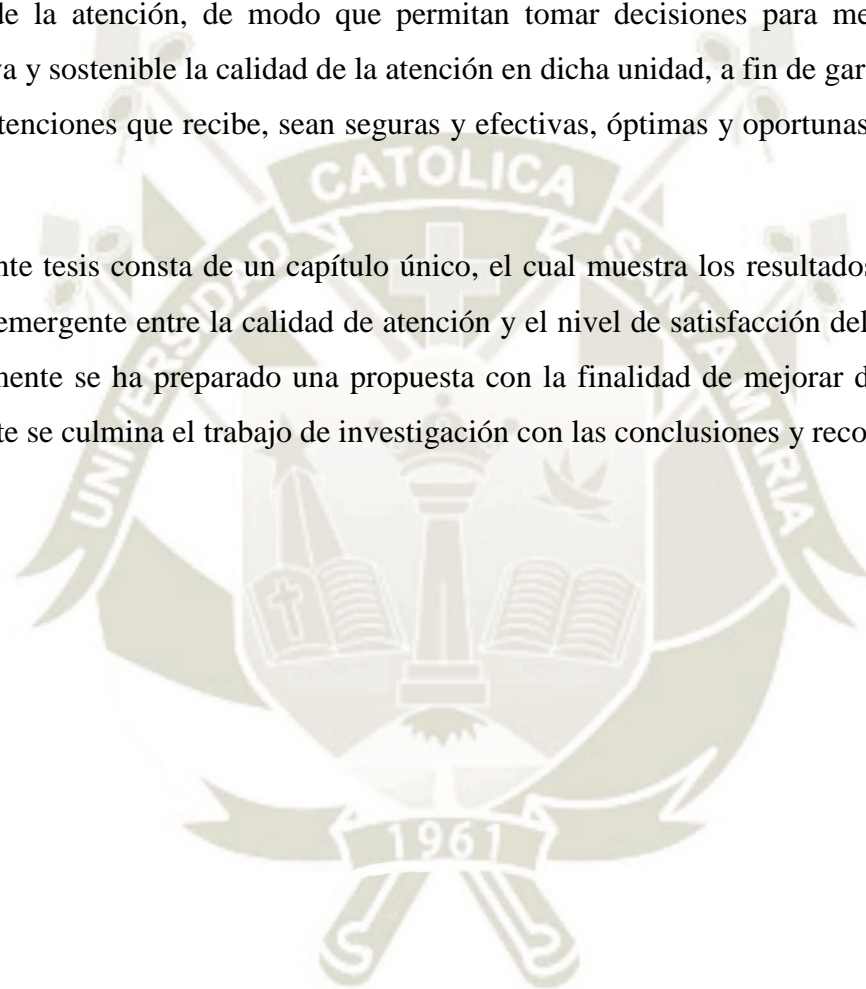 de la atención, de modo que permitan tomar decisiones para me
a y sostenible la calidad de la atención en dicha unidad, a fin de gar
tenciones que recibe, sean seguras y efectivas, óptimas y oportunas
CATOLICA
UNIVERSIDAD
SANTA MARIA
nte tesis consta de un capítulo único, el cual muestra los resultados
emergente entre la calidad de atención y el nivel de satisfacción del
mente se ha preparado una propuesta con la finalidad de mejorar d
te se culmina el trabajo de investigación con las conclusiones y reco
1961